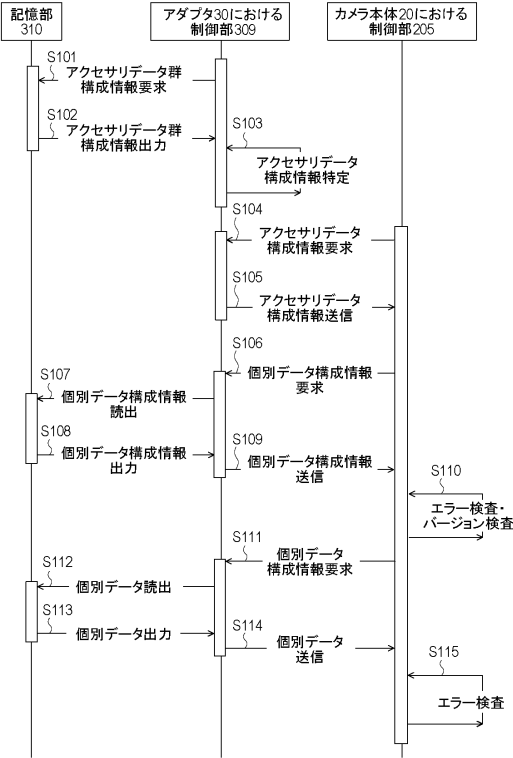 記憶部
310
アダプタ30における
制御部309
カメラ本体20における
制御部205
S101
アクセサリデータ群
構成情報要求
S102
アクセサリデータ群
構成情報出力
S103
アクセサリデータ
構成情報特定
S104
アクセサリデータ
構成情報要求
S105
アクセサリデータ
構成情報送信
S106
個別データ構成情報
要求
S107
個別データ構成情報
読出
S108
個別データ構成情報
出力
S109
個別データ構成情報
送信
S110
エラー検査・
バージョン検査
S111
個別データ
構成情報要求
S112
個別データ読出
S113
個別データ出力
S114
個別データ
送信
S115
エラー検査